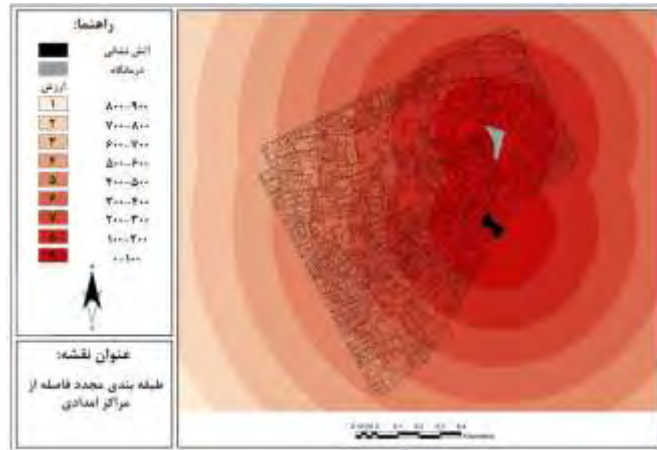 راهنما:
آتش نشانی
درمانگاه
ارزش
۱ ۸۰۰-۹۰۰
۲ ۷۰۰-۸۰۰
۳ ۶۰۰-۷۰۰
۴ ۵۰۰-۶۰۰
۵ ۴۰۰-۵۰۰
۶ ۳۰۰-۴۰۰
۷ ۲۰۰-۳۰۰
۸ ۱۰۰-۲۰۰
۹ ۰-۱۰۰
عنوان نقشه:
طبقه بندی مجدد فاصله از
مراکز امدادی